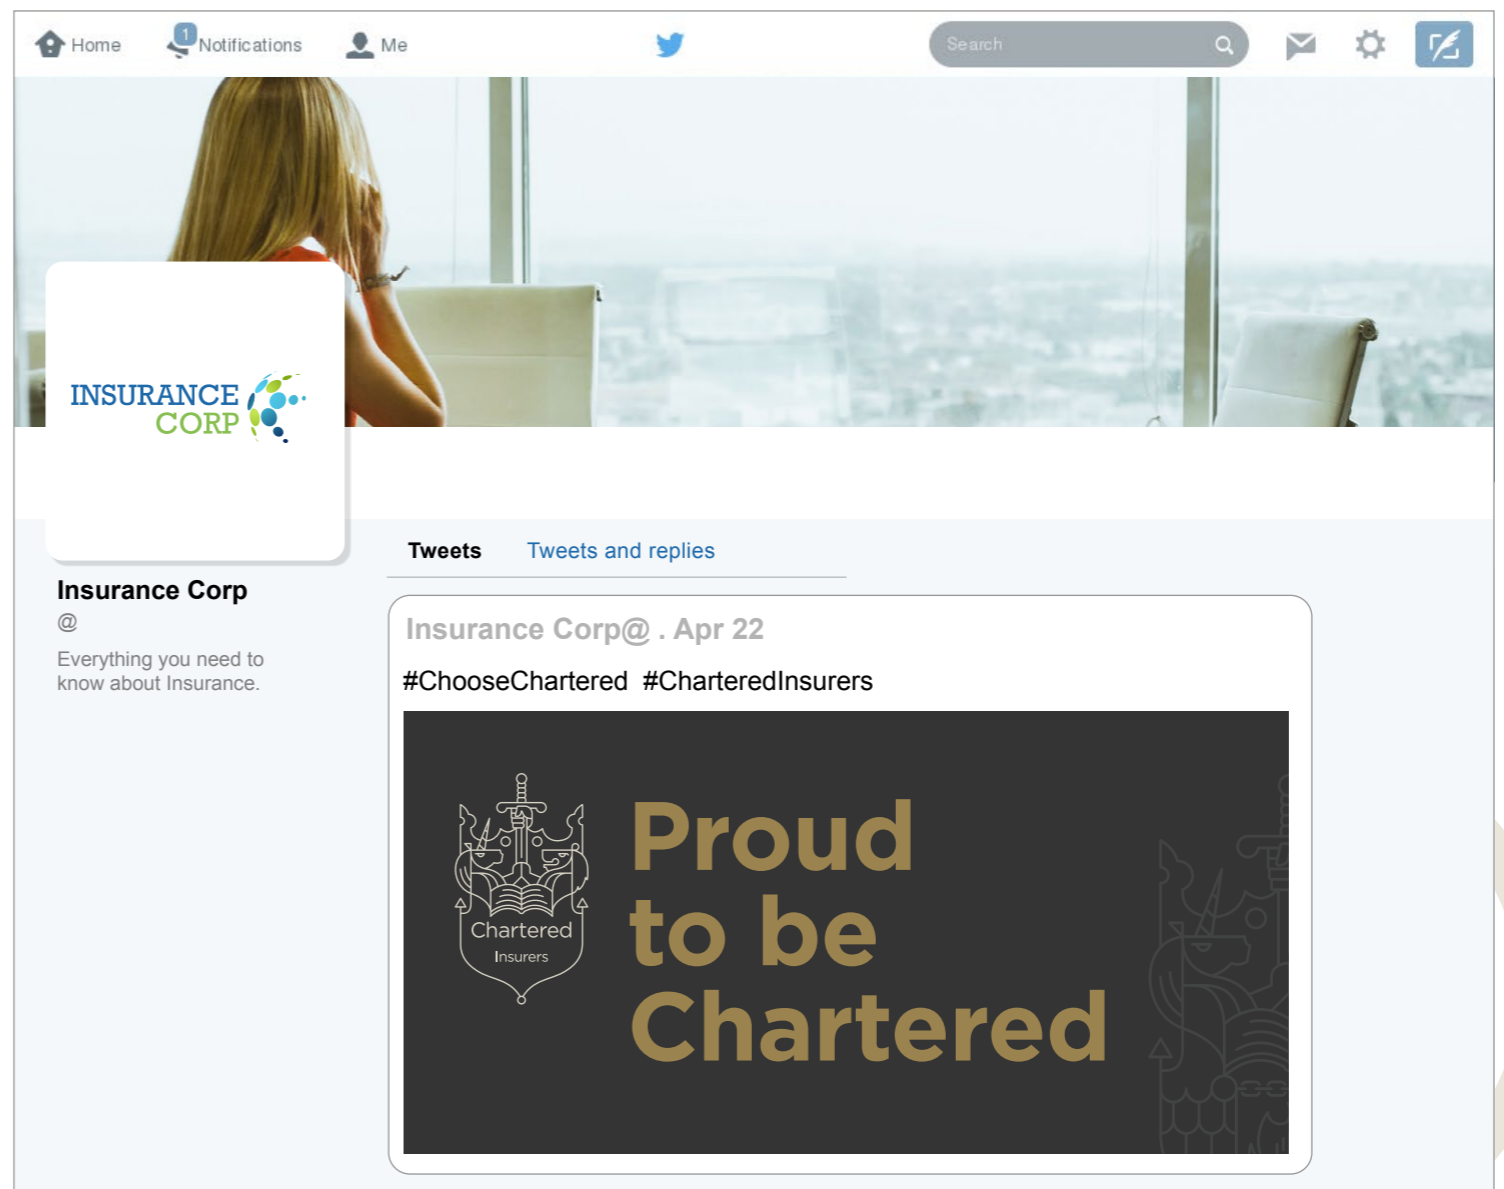 Home
1
Notifications
Me
Search
INSURANCE
CORP
Tweets
Tweets and replies
Insurance Corp
@
Everything you need to
know about Insurance.
Insurance Corp@ . Apr 22
#ChooseChartered #CharteredInsurers
Chartered
Insurers
Proud
to be
Chartered